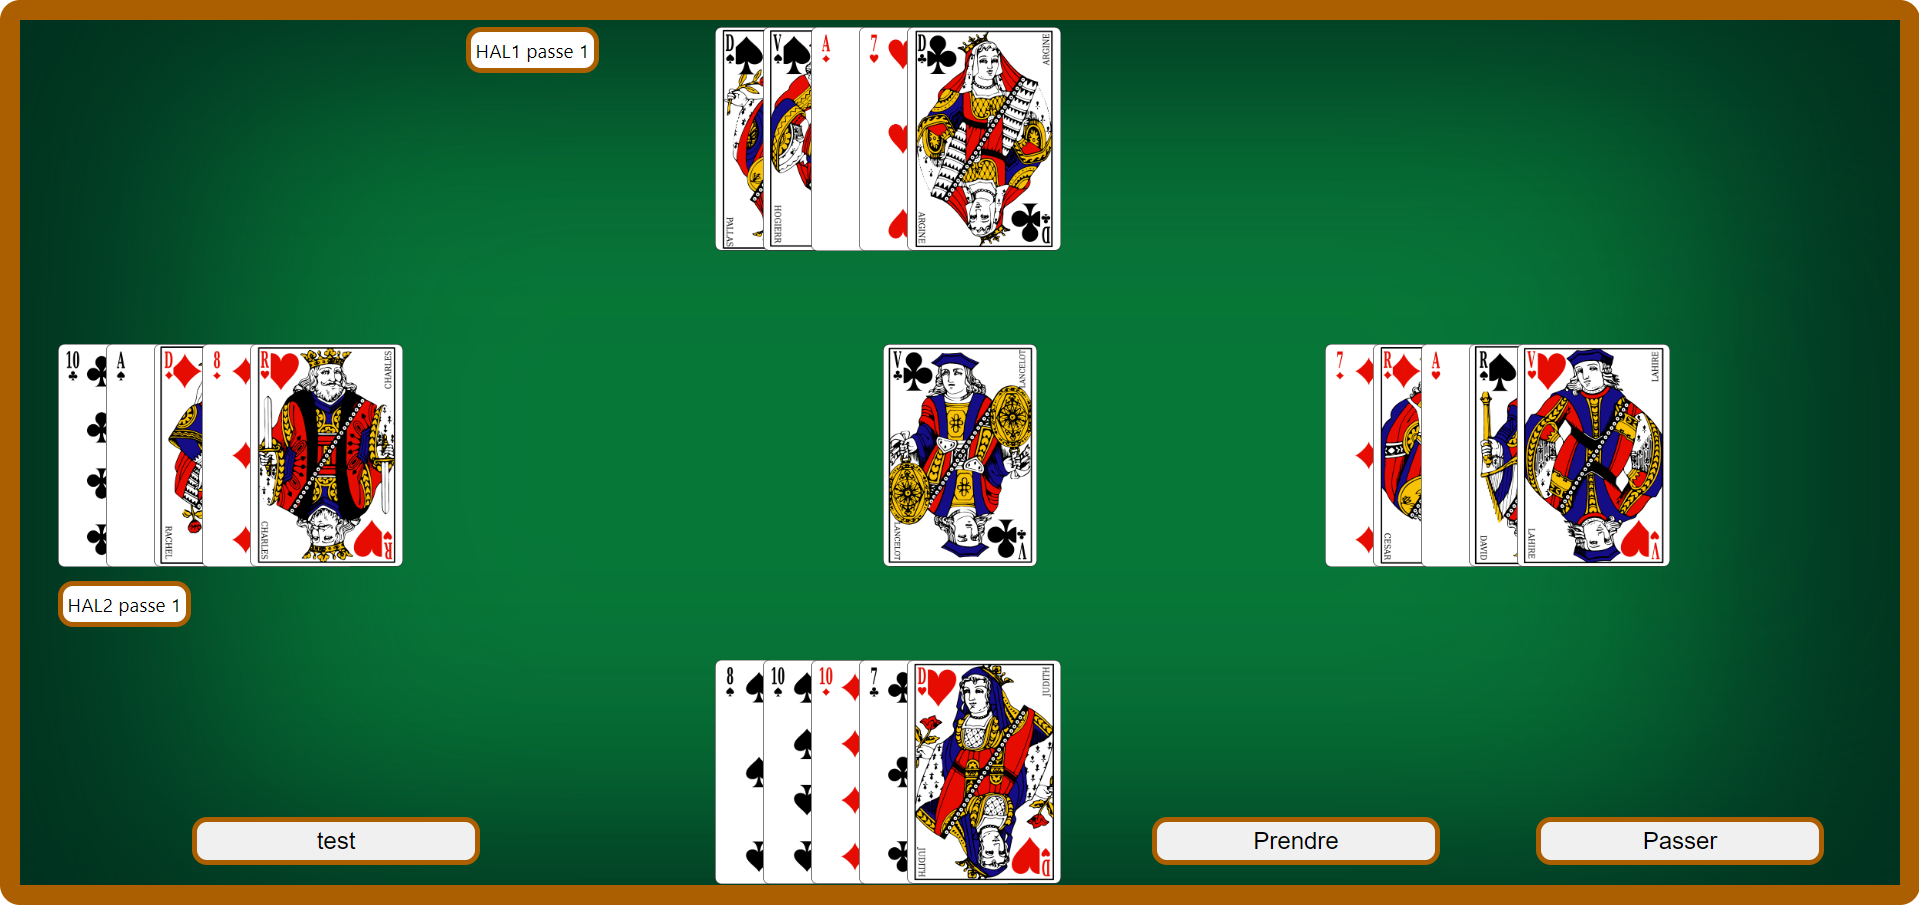 HAL1 passe 1
D
V
A
7
D
ARGINE
PALLAS
HOGIERR
ARGINE
D
10
A
D
8
R
CHARLES
RACHEL
CHARLES
R
V
LANCELOT
LANCELOT
V
7
R
A
R
V
LAHIRE
CESAR
DAVID
LAHIRE
V
HAL2 passe 1
8
10
10
7
D
JUDITH
JUDITH
D
test
Prendre
Passer